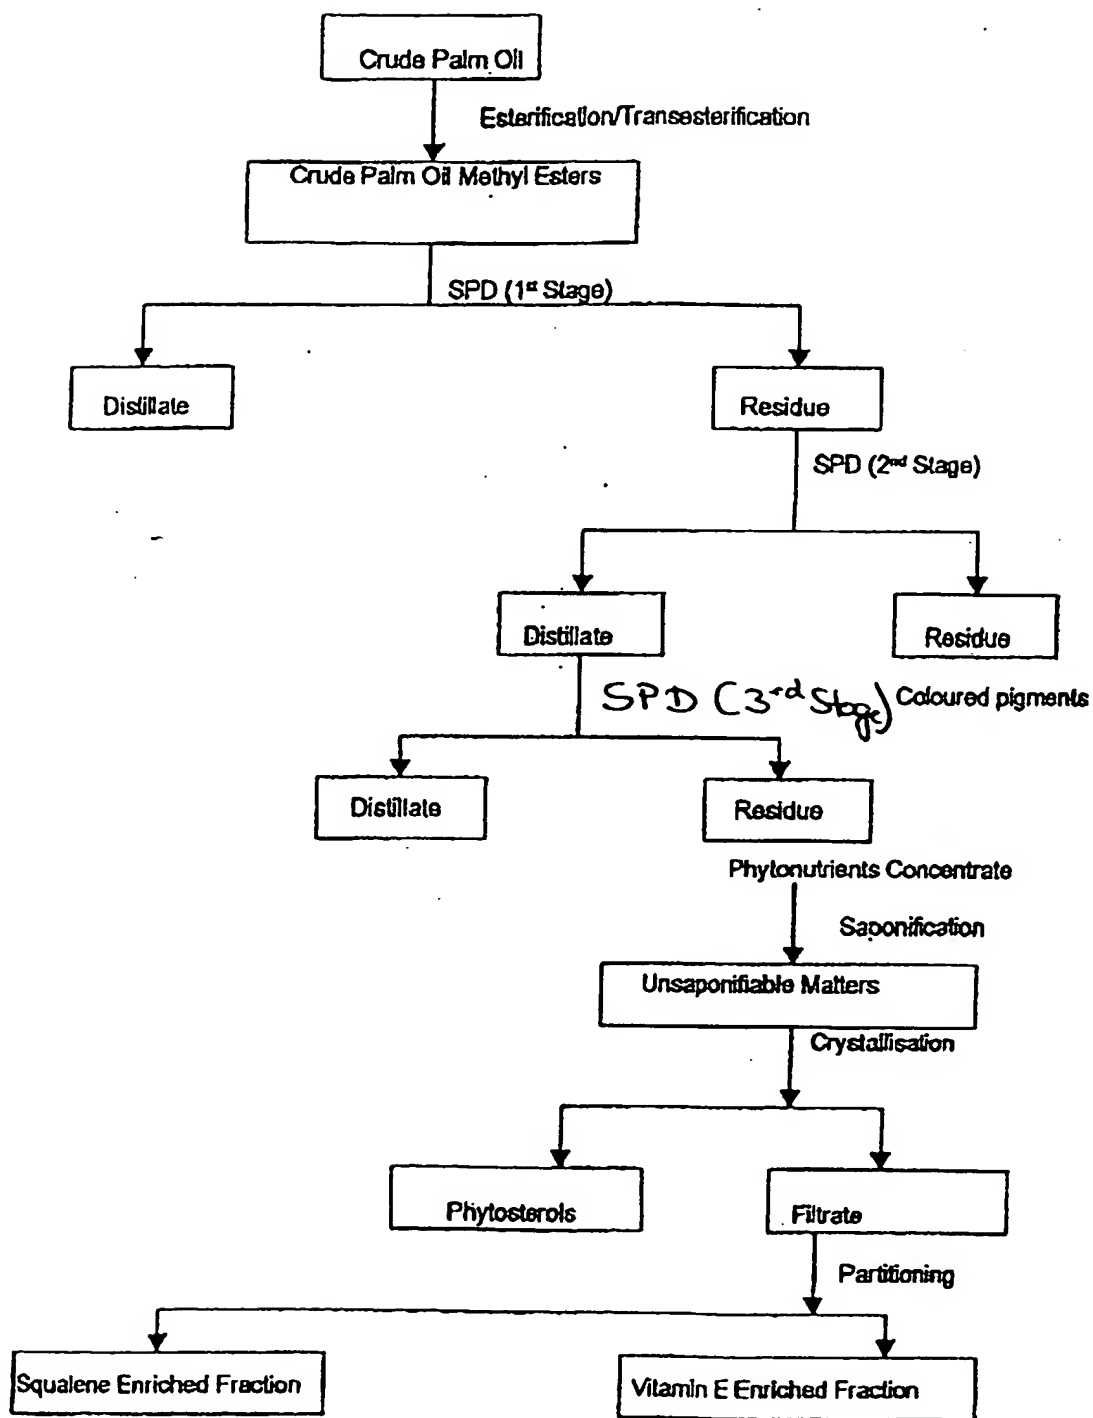 Crude Palm Oil
Esterification/Transesterification
Crude Palm Oil Methyl Esters
SPD (1st Stage)
Distillate
Residue
SPD (2nd Stage)
Distillate
Residue
SPD (3rd Stage)
Coloured pigments
Distillate
Residue
Phytonutrients Concentrate
Saponification
Unsaponifiable Matters
Crystallisation
Phytosterols
Filtrate
Partitioning
Squalene Enriched Fraction
Vitamin E Enriched Fraction